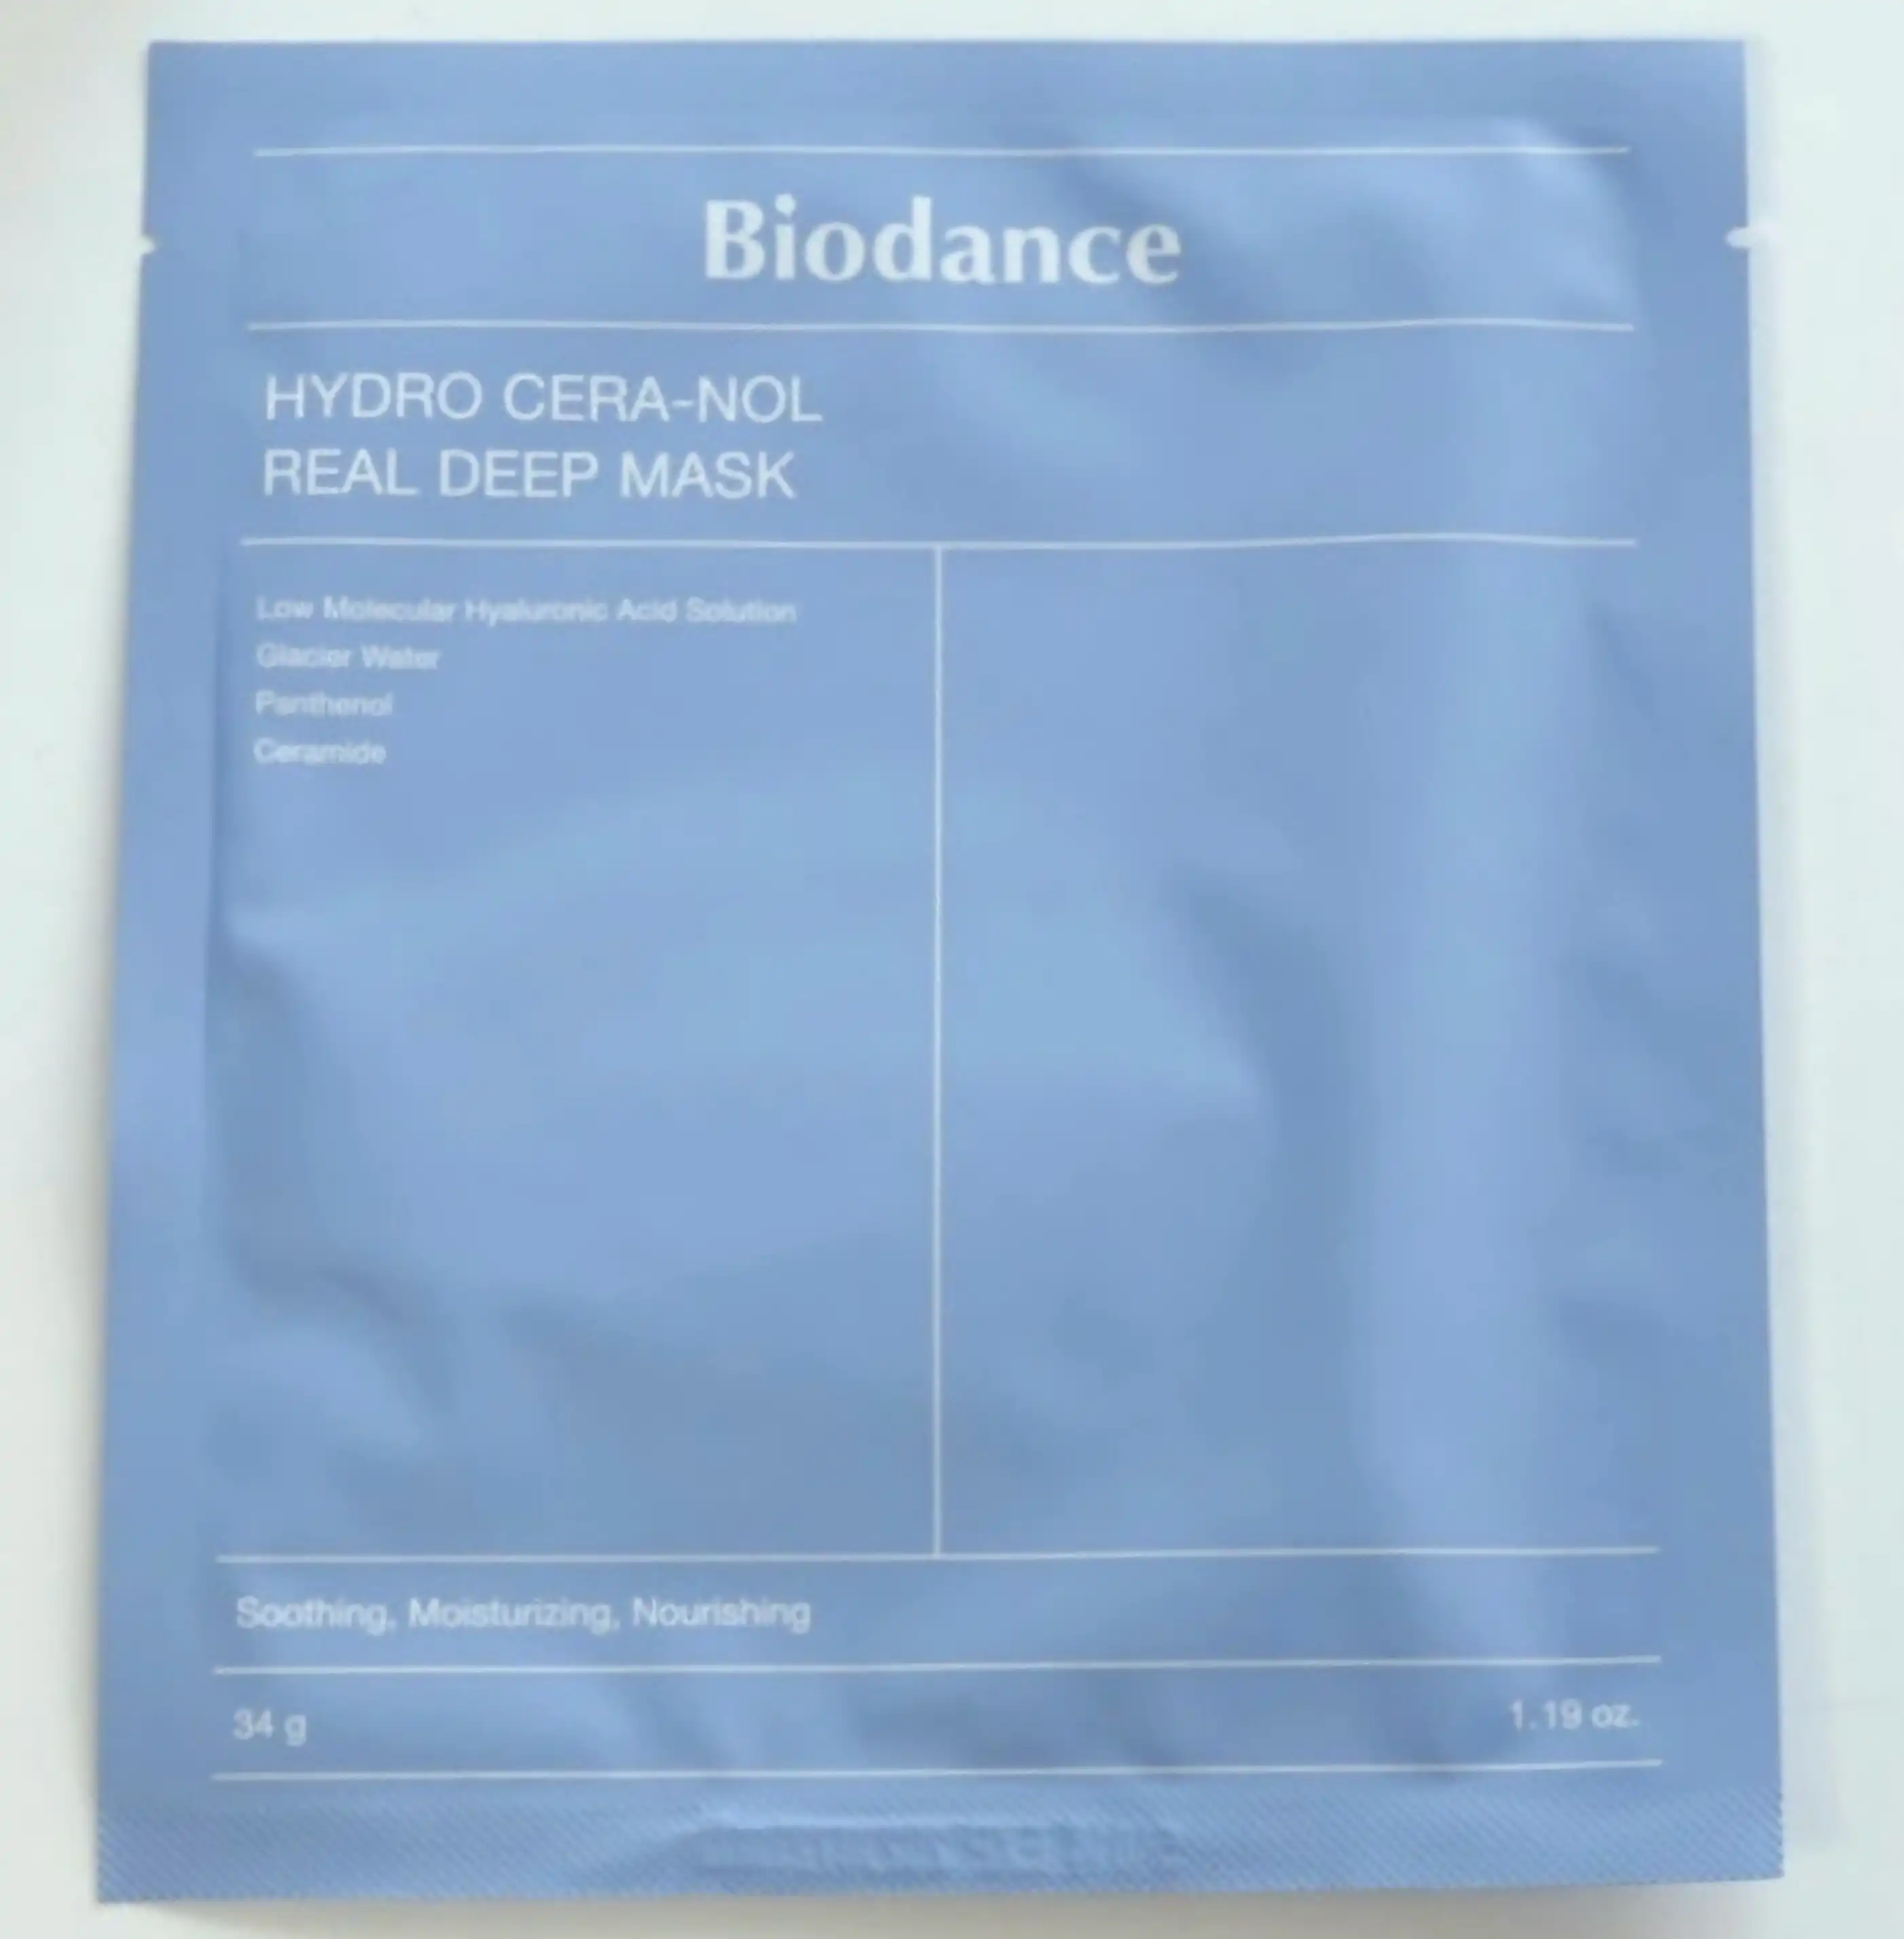 Biodance
HYDRO CERA-NOL
REAL DEEP MASK
Low Molecular Hyaluronic Acid Solution
Glacier Water
Panthenol
Ceramide
Soothing, Moisturizing, Nourishing
34 g
1.19 oz.